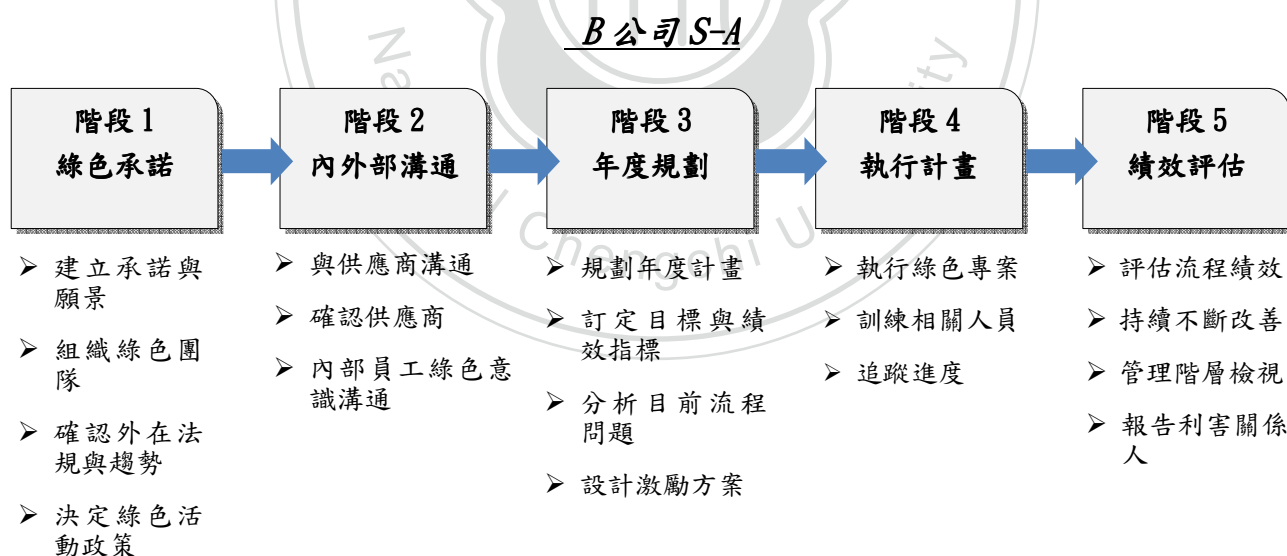 B公司S-A
階段1
綠色承諾
階段2
內外部溝通
階段3
年度規劃
階段4
執行計畫
階段5
績效評估
➢ 建立承諾與
願景
➢ 組織綠色團
隊
➢ 確認外在法
規與趨勢
➢ 決定綠色活
動政策
➢ 與供應商溝通
➢ 確認供應商
➢ 內部員工綠色意
識溝通
➢ 規劃年度計畫
➢ 訂定目標與績
效指標
➢ 分析目前流程
問題
➢ 設計激勵方案
➢ 執行綠色專案
➢ 訓練相關人員
➢ 追蹤進度
➢ 評估流程績效
➢ 持續不斷改善
➢ 管理階層檢視
➢ 報告利害關係
人
Na
Chengchi U
ity